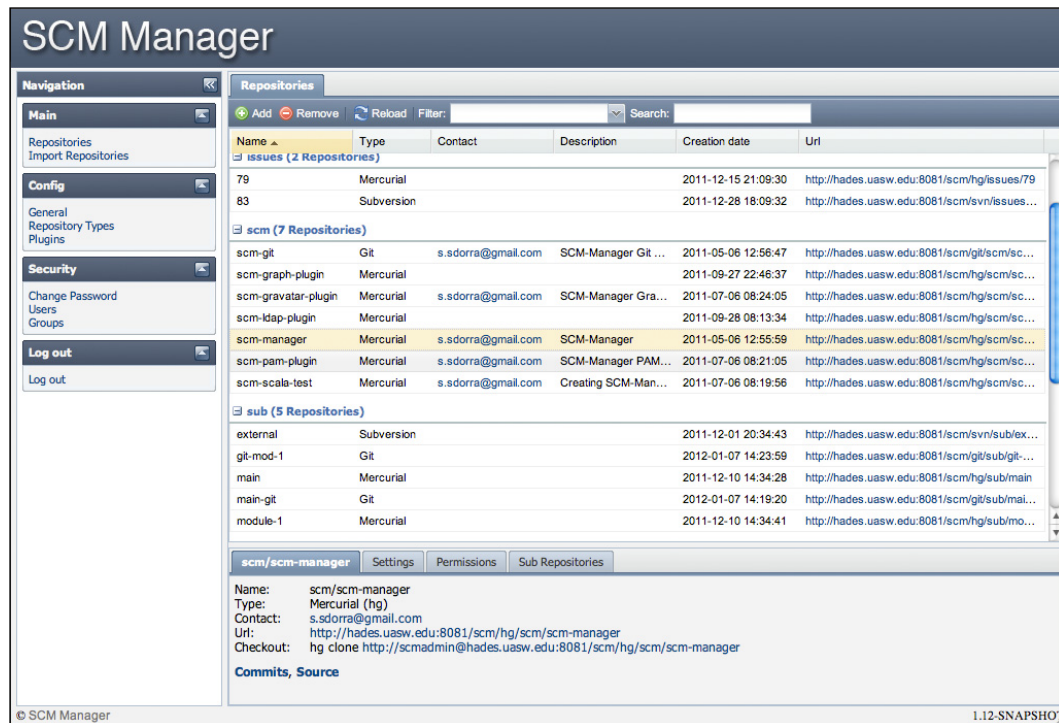 SCM Manager
Navigation
Main
Repositories
Import Repositories
Config
General
Repository Types
Plugins
Security
Change Password
Users
Groups
Log out
Log out
Repositories
Add Remove Reload Filter: Search:
Name Type Contact Description Creation date Url
issues (2 Repositories)
79 Mercurial 2011-12-15 21:09:30 http://hades.uasw.edu:8081/scm/hg/issues/79
83 Subversion 2011-12-28 18:09:32 http://hades.uasw.edu:8081/scm/svn/issues...
scm (7 Repositories)
scm-git Git s.sdorra@gmail.com SCM-Manager Git ... 2011-05-06 12:56:47 http://hades.uasw.edu:8081/scm/git/scm/sc...
scm-graph-plugin Mercurial 2011-09-27 22:46:37 http://hades.uasw.edu:8081/scm/hg/scm/sc...
scm-gravatar-plugin Mercurial s.sdorra@gmail.com SCM-Manager Gra... 2011-07-06 08:24:05 http://hades.uasw.edu:8081/scm/hg/scm/sc...
scm-ldap-plugin Mercurial 2011-09-28 08:13:34 http://hades.uasw.edu:8081/scm/hg/scm/sc...
scm-manager Mercurial s.sdorra@gmail.com SCM-Manager 2011-05-06 12:55:59 http://hades.uasw.edu:8081/scm/hg/scm/sc...
scm-pam-plugin Mercurial s.sdorra@gmail.com SCM-Manager PAM... 2011-07-06 08:21:05 http://hades.uasw.edu:8081/scm/hg/scm/sc...
scm-scala-test Mercurial s.sdorra@gmail.com Creating SCM-Man... 2011-07-06 08:19:56 http://hades.uasw.edu:8081/scm/hg/scm/sc...
sub (5 Repositories)
external Subversion 2011-12-01 20:34:43 http://hades.uasw.edu:8081/scm/svn/sub/ex...
git-mod-1 Git 2012-01-07 14:23:59 http://hades.uasw.edu:8081/scm/git/sub/git-...
main Mercurial 2011-12-10 14:34:28 http://hades.uasw.edu:8081/scm/hg/sub/main
main-git Git 2012-01-07 14:19:20 http://hades.uasw.edu:8081/scm/git/sub/mai...
module-1 Mercurial 2011-12-10 14:34:41 http://hades.uasw.edu:8081/scm/hg/sub/mo...
scm/scm-manager Settings Permissions Sub Repositories
Name: scm/scm-manager
Type: Mercurial (hg)
Contact: s.sdorra@gmail.com
Url: http://hades.uasw.edu:8081/scm/hg/scm/scm-manager
Checkout: hg clone http://scmadmin@hades.uasw.edu:8081/scm/hg/scm/scm-manager
Commits, Source
© SCM Manager
1.12-SNAPSHOT